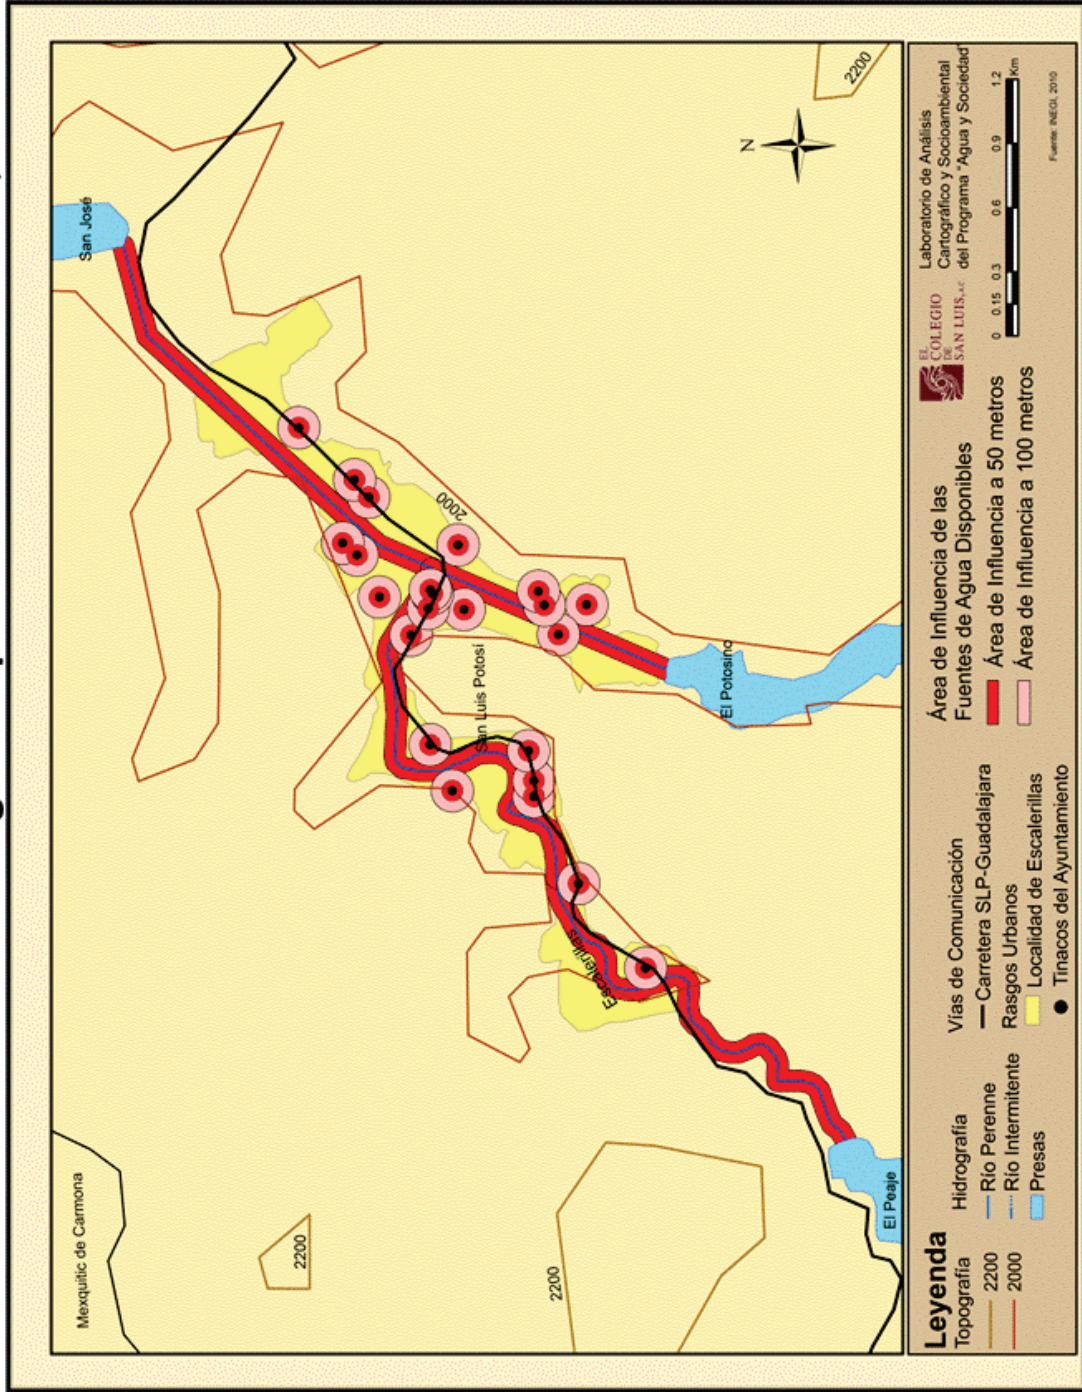 Mexquitic de Carmona
2200
2200
2200
2000
San José
San Luis Potosí
Escalerillas
El Potosino
El Peaje
N
Leyenda
Topografía
2200
2000
Hidrografía
Río Perenne
Río Intermitente
Presas
Vías de Comunicación
Carretera SLP-Guadalajara
Rasgos Urbanos
Localidad de Escalerillas
Tinacos del Ayuntamiento
Área de Influencia de las
Fuentes de Agua Disponibles
Área de Influencia a 50 metros
Área de Influencia a 100 metros
EL
COLEGIO
DE
SAN LUIS, A.C
Laboratorio de Análisis
Cartográfico y Socioambiental
del Programa "Agua y Sociedad"
0 0.15 0.3 0.6 0.9 1.2
Km
Fuente: INEGI, 2010